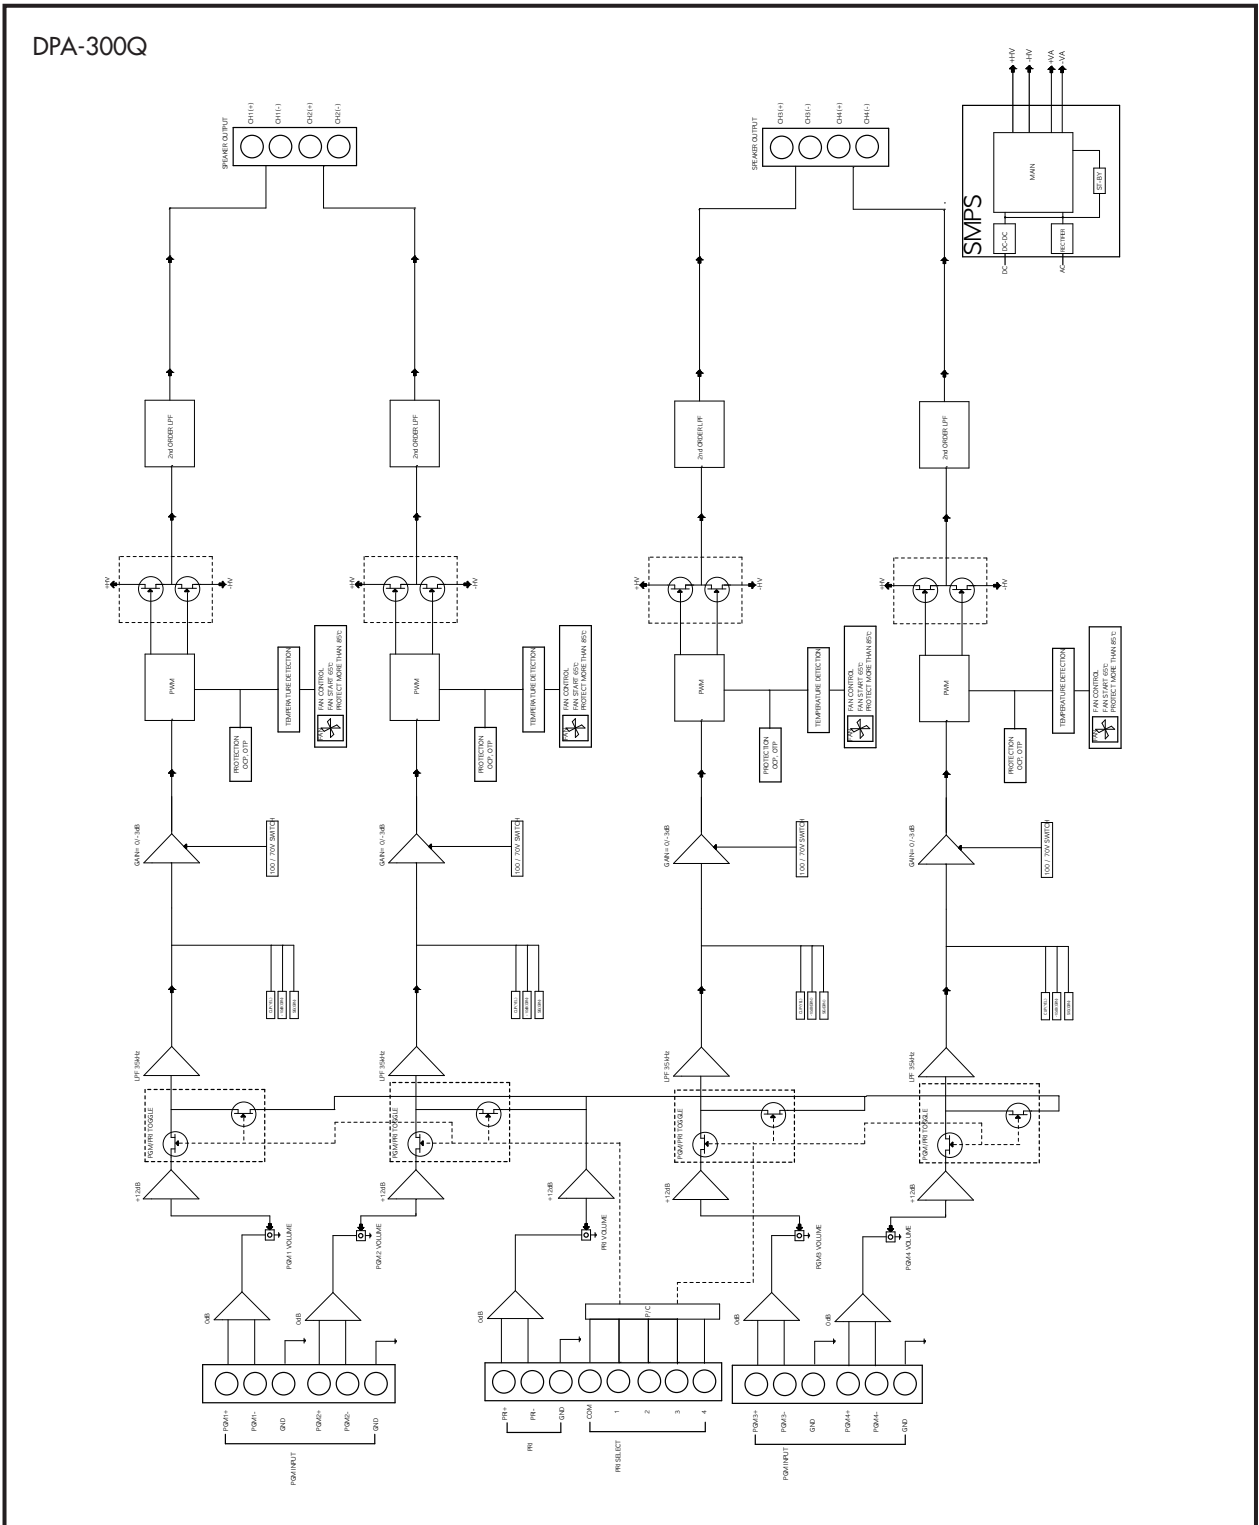 DPA-300Q
+HV
-HV
+VA
-VA
MAIN
ST-BY
SMPS
DC-DC
RECTIFIER
DC
AC
SPEAKER OUTPUT
CH1(+)
CH1(-)
CH2(+)
CH2(-)
SPEAKER OUTPUT
CH3(+)
CH3(-)
CH4(+)
CH4(-)
2nd ORDER LPF
2nd ORDER LPF
2nd ORDER LPF
2nd ORDER LPF
+HV
-HV
+HV
-HV
+HV
-HV
+HV
-HV
PWM
PROTECTION
OCP, OTP
TEMPERATURE DETECTION
FAN CONTROL
FAN START 65℃
PROTECT MORE THAN 85℃
FAN
PWM
PROTECTION
OCP, OTP
TEMPERATURE DETECTION
FAN CONTROL
FAN START 65℃
PROTECT MORE THAN 85℃
FAN
PWM
PROTECTION
OCP, OTP
TEMPERATURE DETECTION
FAN CONTROL
FAN START 65℃
PROTECT MORE THAN 85℃
FAN
PWM
PROTECTION
OCP, OTP
TEMPERATURE DETECTION
FAN CONTROL
FAN START 65℃
PROTECT MORE THAN 85℃
FAN
GAIN= 0/-3dB
100 / 70V SWITCH
GAIN= 0/-3dB
100 / 70V SWITCH
GAIN= 0/-3dB
100 / 70V SWITCH
GAIN= 0/-3dB
100 / 70V SWITCH
LPF 35kHz
LPF 35kHz
LPF 35kHz
LPF 35kHz
PGM/PRI TOGGLE
PGM/PRI TOGGLE
PGM/PRI TOGGLE
PGM/PRI TOGGLE
+12dB
+12dB
+12dB
+12dB
+12dB
PGM1 VOLUME
PGM2 VOLUME
PRI VOLUME
PGM3 VOLUME
PGM4 VOLUME
0dB
0dB
0dB
0dB
0dB
P/C
PGM1+
PGM1-
GND
PGM2+
PGM2-
GND
PGM INPUT
PRI+
PRI-
GND
PRI
COM
1
2
3
4
PRI SELECT
PGM3+
PGM3-
GND
PGM4+
PGM4-
GND
PGM INPUT